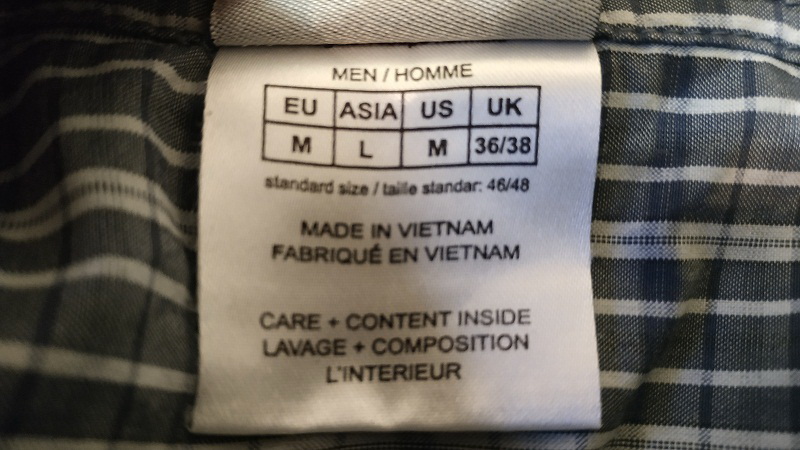 MEN / HOMME
EU ASIA US UK
M L M 36/38
standard size / taille standar: 46/48
MADE IN VIETNAM
FABRIQUÉ EN VIETNAM
CARE + CONTENT INSIDE
LAVAGE + COMPOSITION
L'INTERIEUR